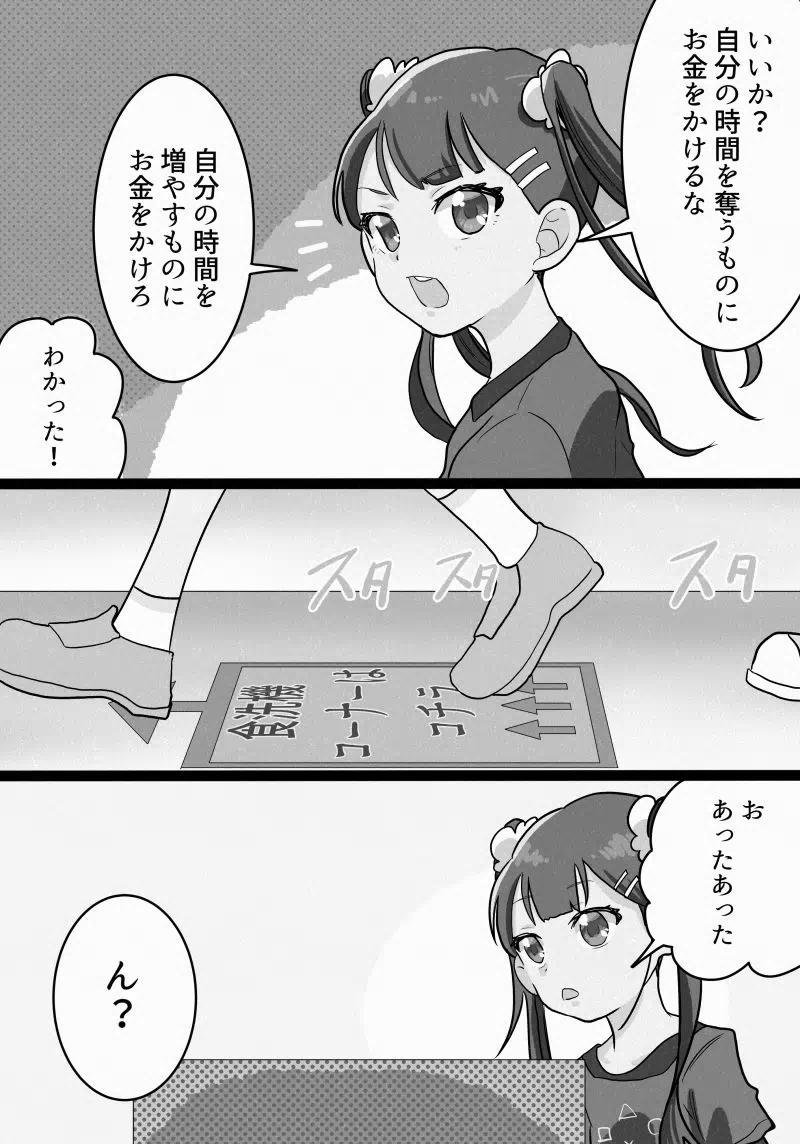 いいか？
自分の時間を奪うものに
お金をかけるな
自分の時間を
増やすものに
お金をかけろ
わかった！
スタ
スタ
スタ
食洗機
コーナーは
コチラ
お
あったあった
ん？